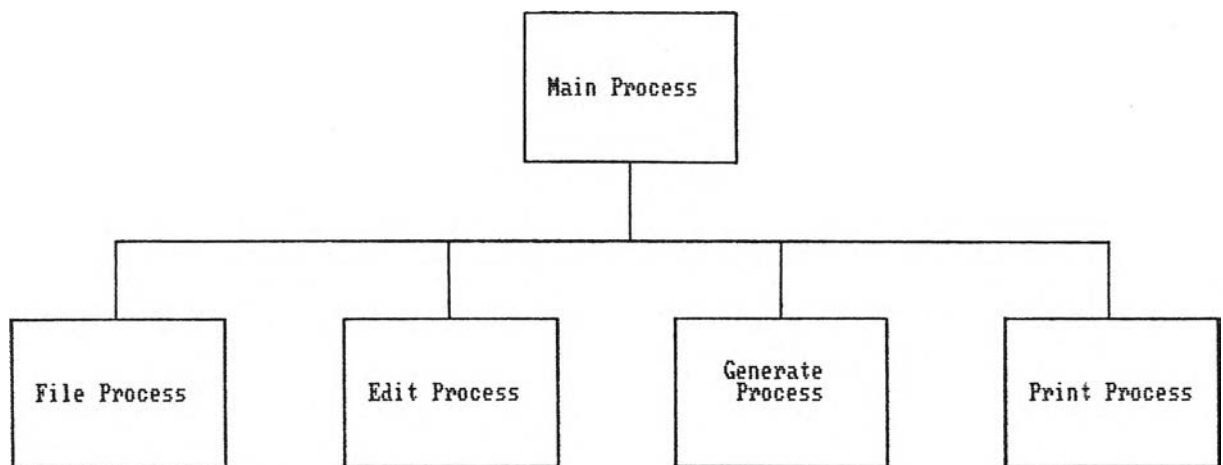 Main Process
File Process
Edit Process
Generate
Process
Print Process